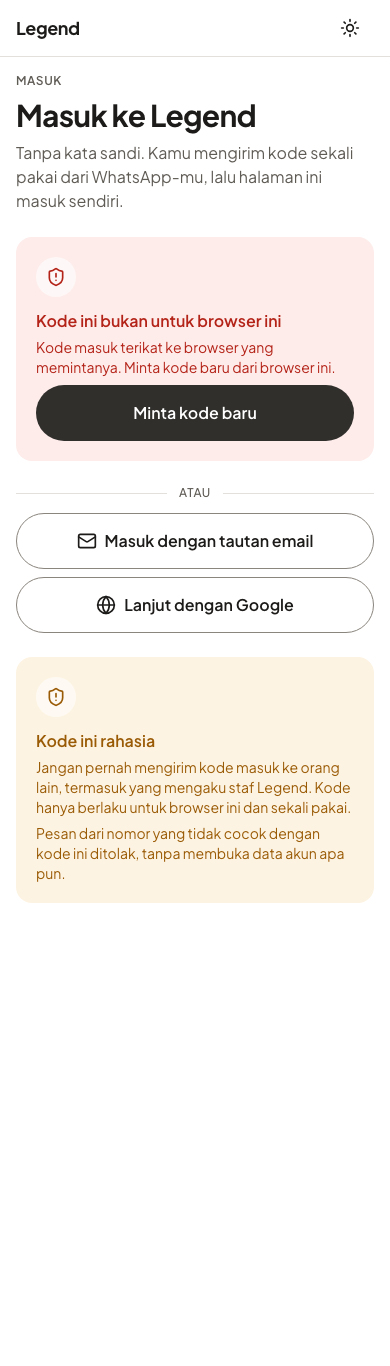 Legend
MASUK
Masuk ke Legend
Tanpa kata sandi. Kamu mengirim kode sekali
pakai dari WhatsApp-mu, lalu halaman ini
masuk sendiri.
Kode ini bukan untuk browser ini
Kode masuk terikat ke browser yang
memintanya. Minta kode baru dari browser ini.
Minta kode baru
ATAU
Masuk dengan tautan email
Lanjut dengan Google
Kode ini rahasia
Jangan pernah mengirim kode masuk ke orang
lain, termasuk yang mengaku staf Legend. Kode
hanya berlaku untuk browser ini dan sekali pakai.
Pesan dari nomor yang tidak cocok dengan
kode ini ditolak, tanpa membuka data akun apa
pun.